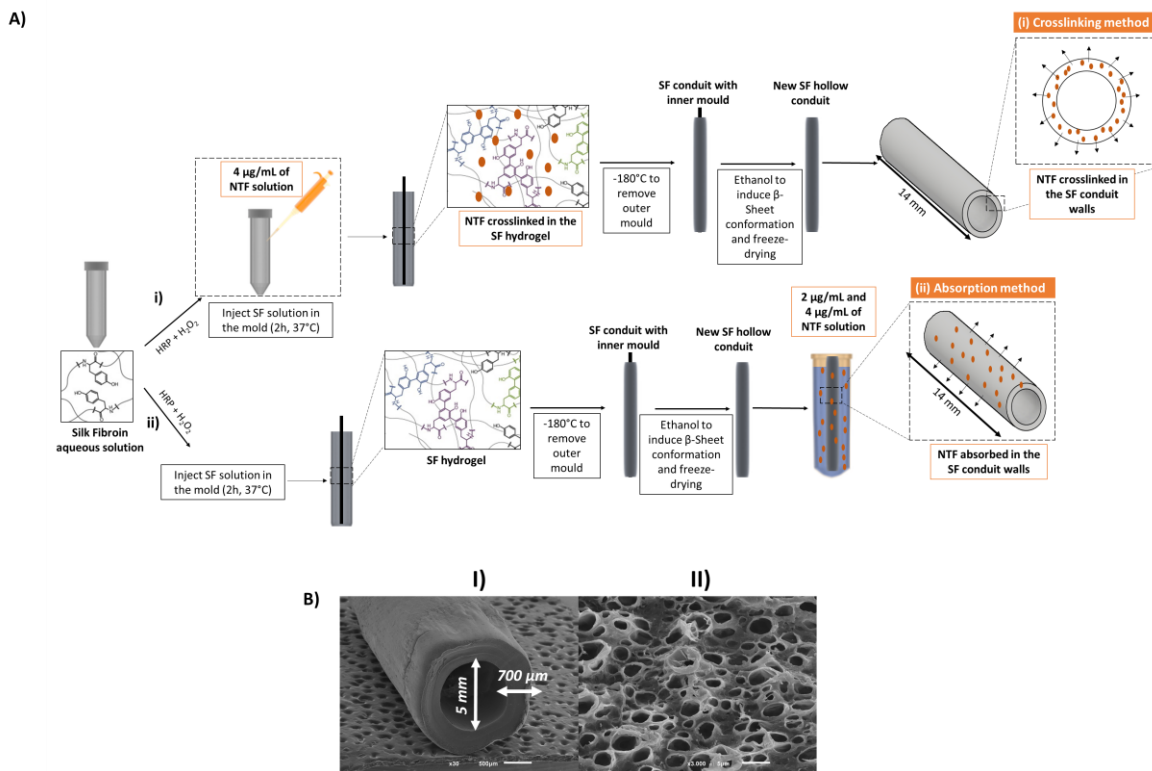 A)
(i) Crosslinking method
SF conduit with
inner mould
New SF hollow
conduit
4 µg/mL of
NTF solution
-180°C to
remove
outer
mould
Ethanol to
induce β-
Sheet
conformation
and freeze-
drying
14 mm
NTF crosslinked in
the SF conduit
walls
NTF crosslinked in the
SF hydrogel
i)
HRP + H₂O₂
Inject SF solution in
the mold (2h, 37°C)
2 µg/mL and
4 µg/mL of
NTF solution
(ii) Absorption method
SF conduit with
inner mould
New SF hollow
conduit
Silk Fibroin
aqueous solution
HRP + H₂O₂
ii)
Inject SF solution in
the mold (2h, 37°C)
SF hydrogel
-180°C to
remove
outer
mould
Ethanol to
induce β-Sheet
conformation
and freeze-
drying
14 mm
NTF absorbed in the
SF conduit walls
B)
I)
II)
5 mm
700 µm
x30 500µm
x3,000 5µm